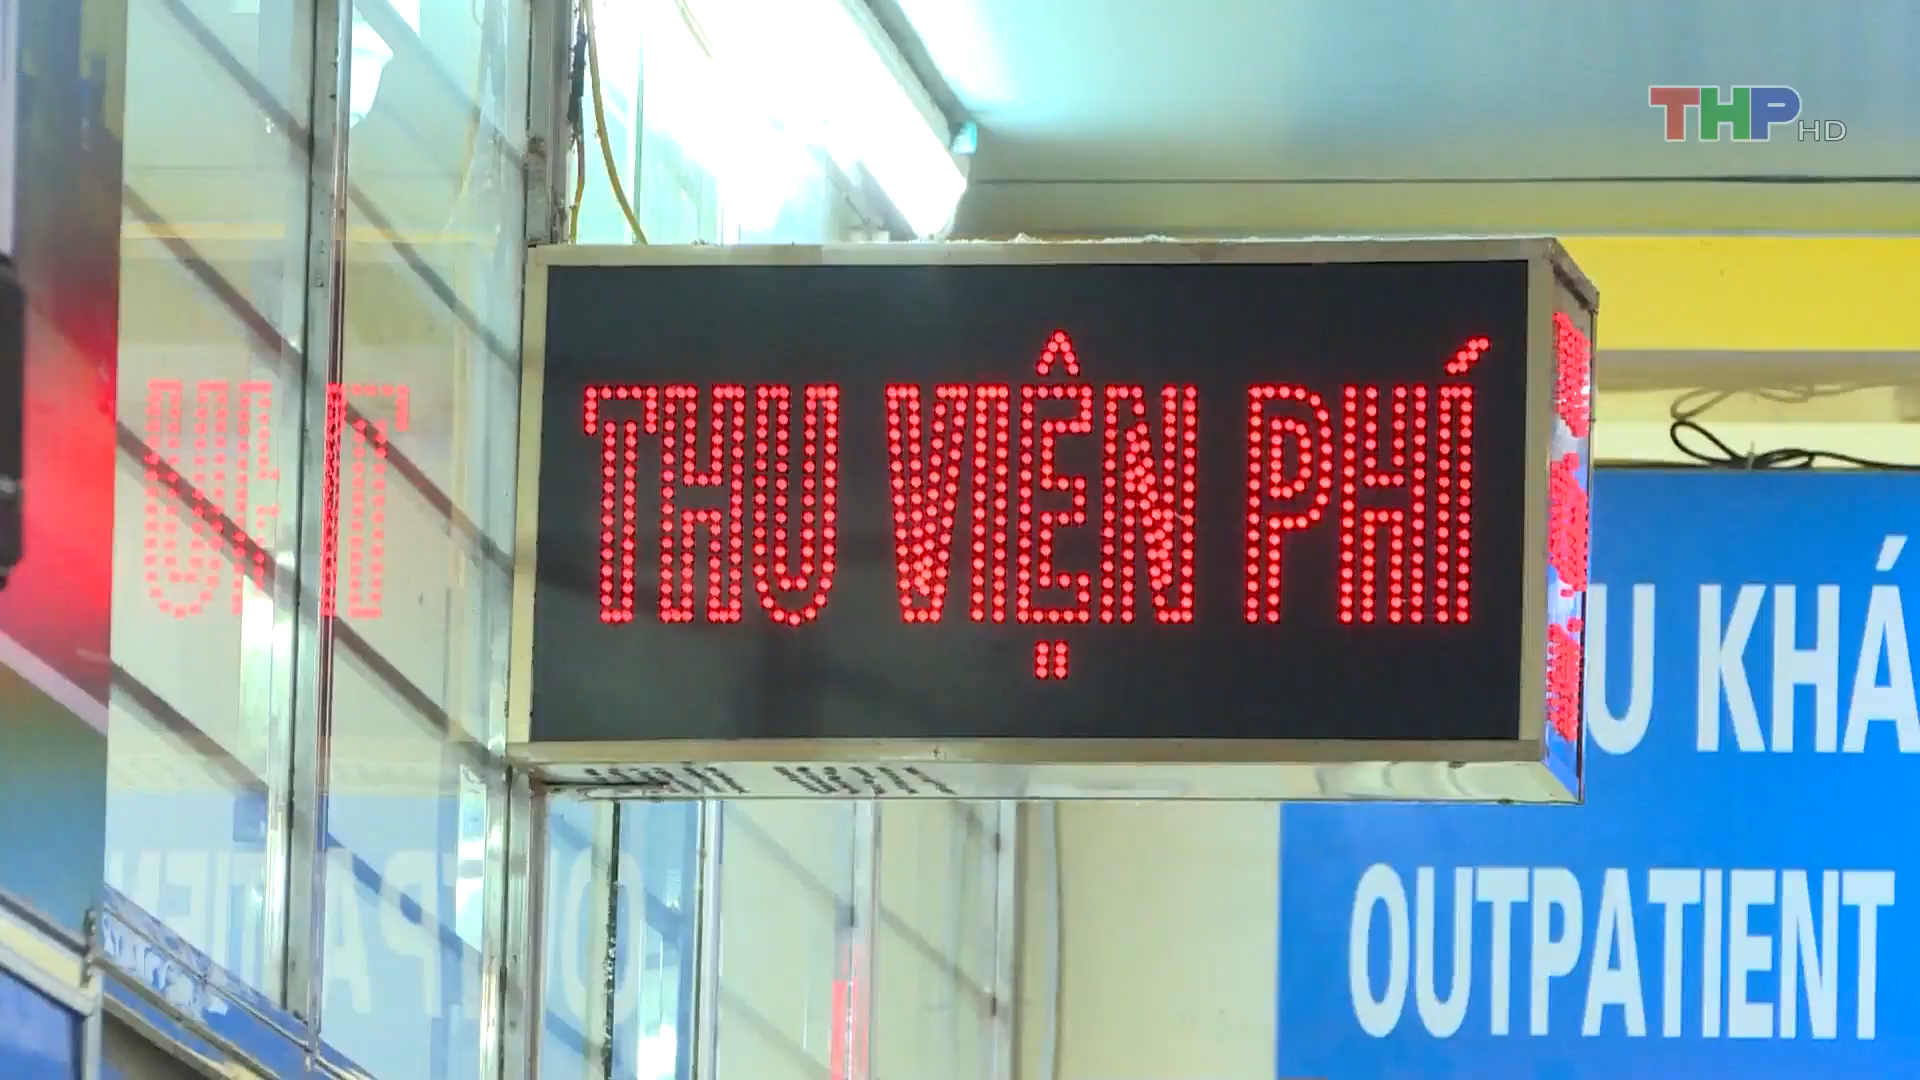 THP HD
THU VIỆN PHÍ
U KHÁ
OUTPATIENT